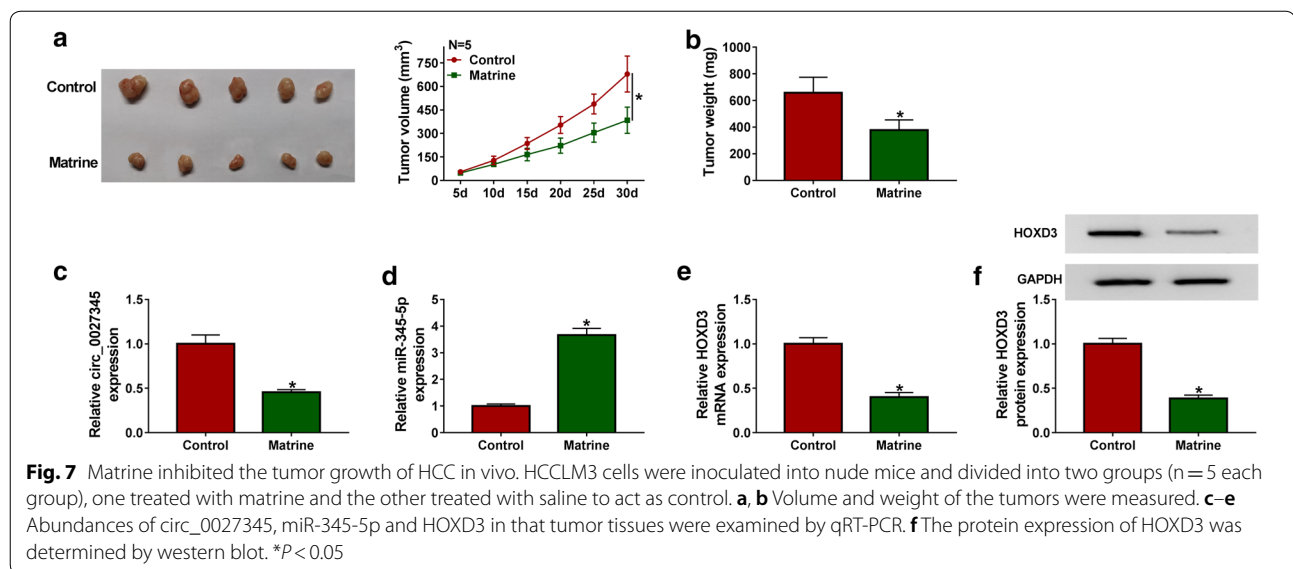 a
Control
Matrine
N=5
Control
Matrine
Tumor volume (mm³)
750
600
450
300
150
0
5d 10d 15d 20d 25d 30d
*
b
Tumor weight (mg)
1000
800
600
400
200
0
*
Control Matrine
c
Relative circ_0027345
expression
1.5
1.0
0.5
0.0
*
Control Matrine
d
Relative miR-345-5p
expression
5
4
3
2
1
0
*
Control Matrine
e
Relative HOXD3
mRNA expression
1.5
1.0
0.5
0.0
*
Control Matrine
f
HOXD3
GAPDH
Relative HOXD3
protein expression
1.5
1.0
0.5
0.0
*
Control Matrine
Fig. 7 Matrine inhibited the tumor growth of HCC in vivo. HCCLM3 cells were inoculated into nude mice and divided into two groups (n = 5 each
group), one treated with matrine and the other treated with saline to act as control. a, b Volume and weight of the tumors were measured. c–e
Abundances of circ_0027345, miR-345-5p and HOXD3 in that tumor tissues were examined by qRT-PCR. f The protein expression of HOXD3 was
determined by western blot. *P < 0.05